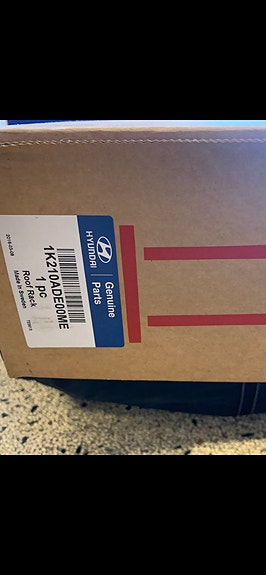 HYUNDAI
Genuine
Parts
1K210ADE00ME
1 pc
Roof Rack
Made in Sweden